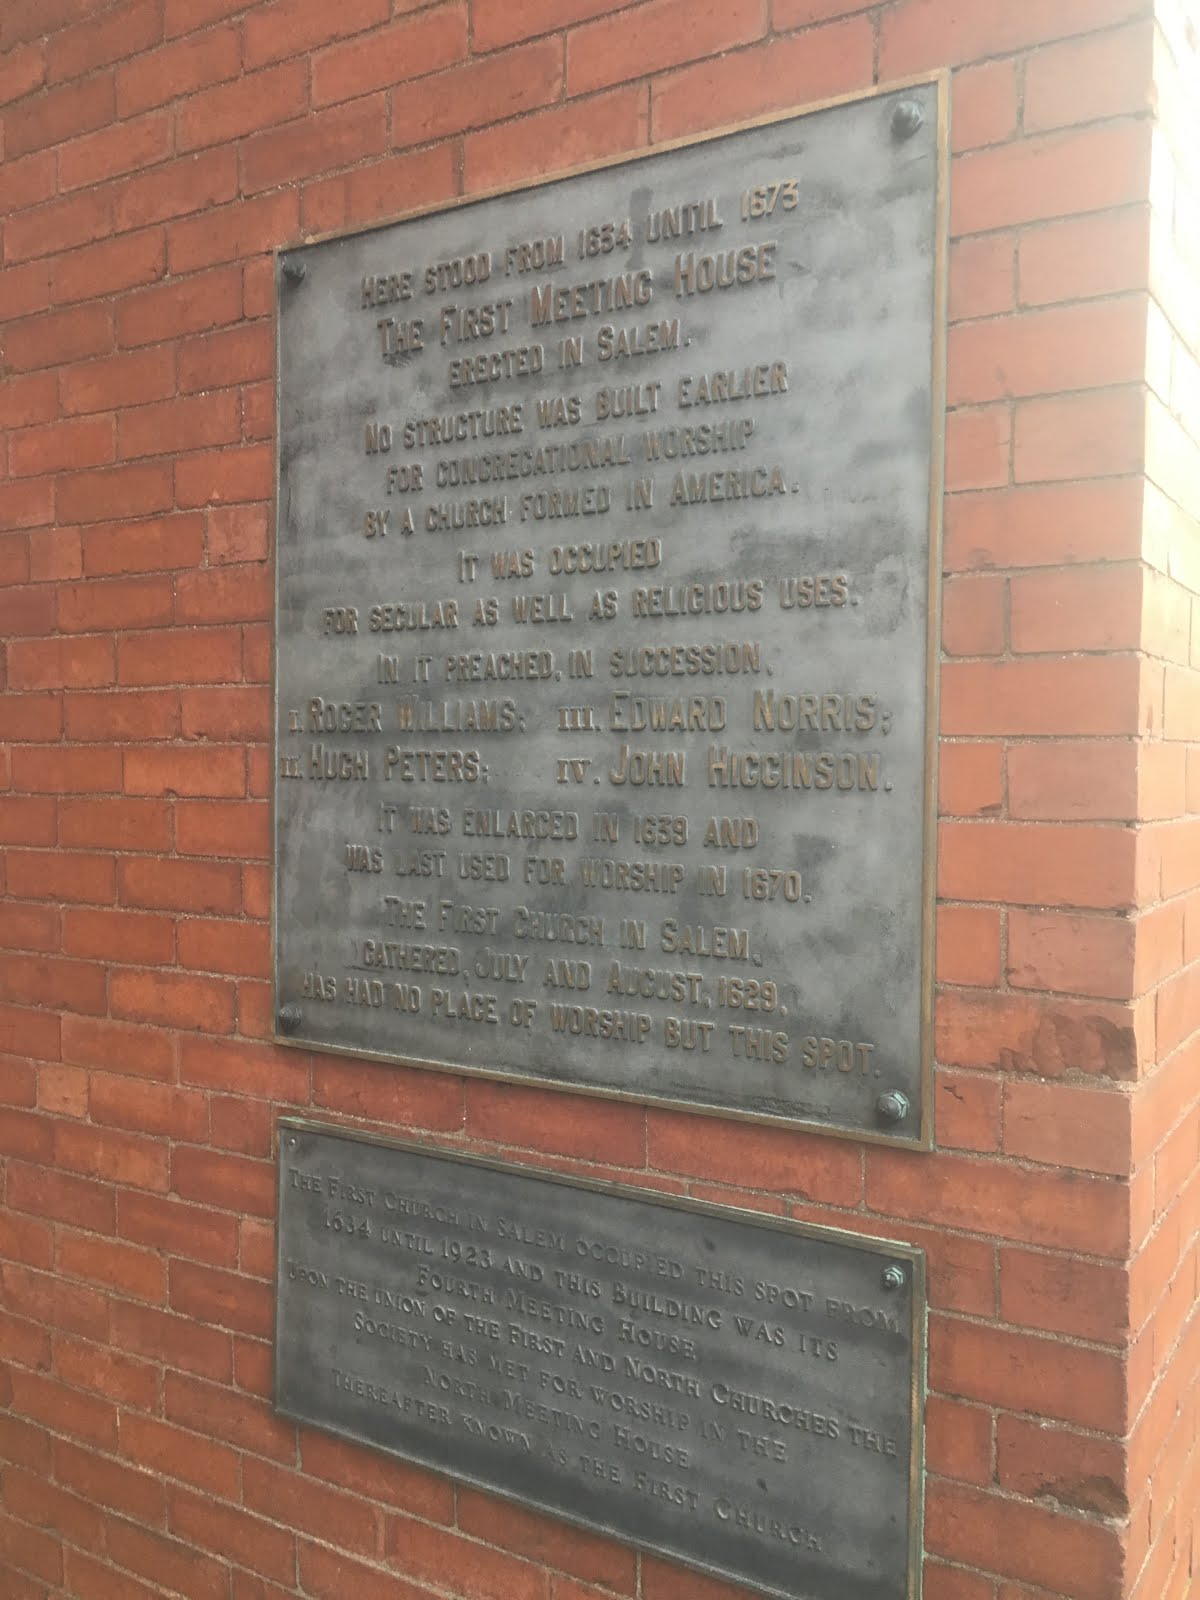 HERE STOOD FROM 1634 UNTIL 1673
THE FIRST MEETING HOUSE
ERECTED IN SALEM.
NO STRUCTURE WAS BUILT EARLIER
FOR CONGREGATIONAL WORSHIP
BY A CHURCH FORMED IN AMERICA.
IT WAS OCCUPIED
FOR SECULAR AS WELL AS RELIGIOUS USES.
IN IT PREACHED, IN SUCCESSION,
I. ROGER WILLIAMS; III. EDWARD NORRIS;
II. HUGH PETERS; IV. JOHN HIGGINSON.
IT WAS ENLARGED IN 1639 AND
WAS LAST USED FOR WORSHIP IN 1670.
THE FIRST CHURCH IN SALEM,
GATHERED, JULY AND AUGUST, 1629,
HAS HAD NO PLACE OF WORSHIP BUT THIS SPOT.
THE FIRST CHURCH IN SALEM OCCUPIED THIS SPOT FROM
1634 UNTIL 1923 AND THIS BUILDING WAS ITS
FOURTH MEETING HOUSE
UPON THE UNION OF THE FIRST AND NORTH CHURCHES THE
SOCIETY HAS MET FOR WORSHIP IN THE
NORTH MEETING HOUSE
THEREAFTER KNOWN AS THE FIRST CHURCH